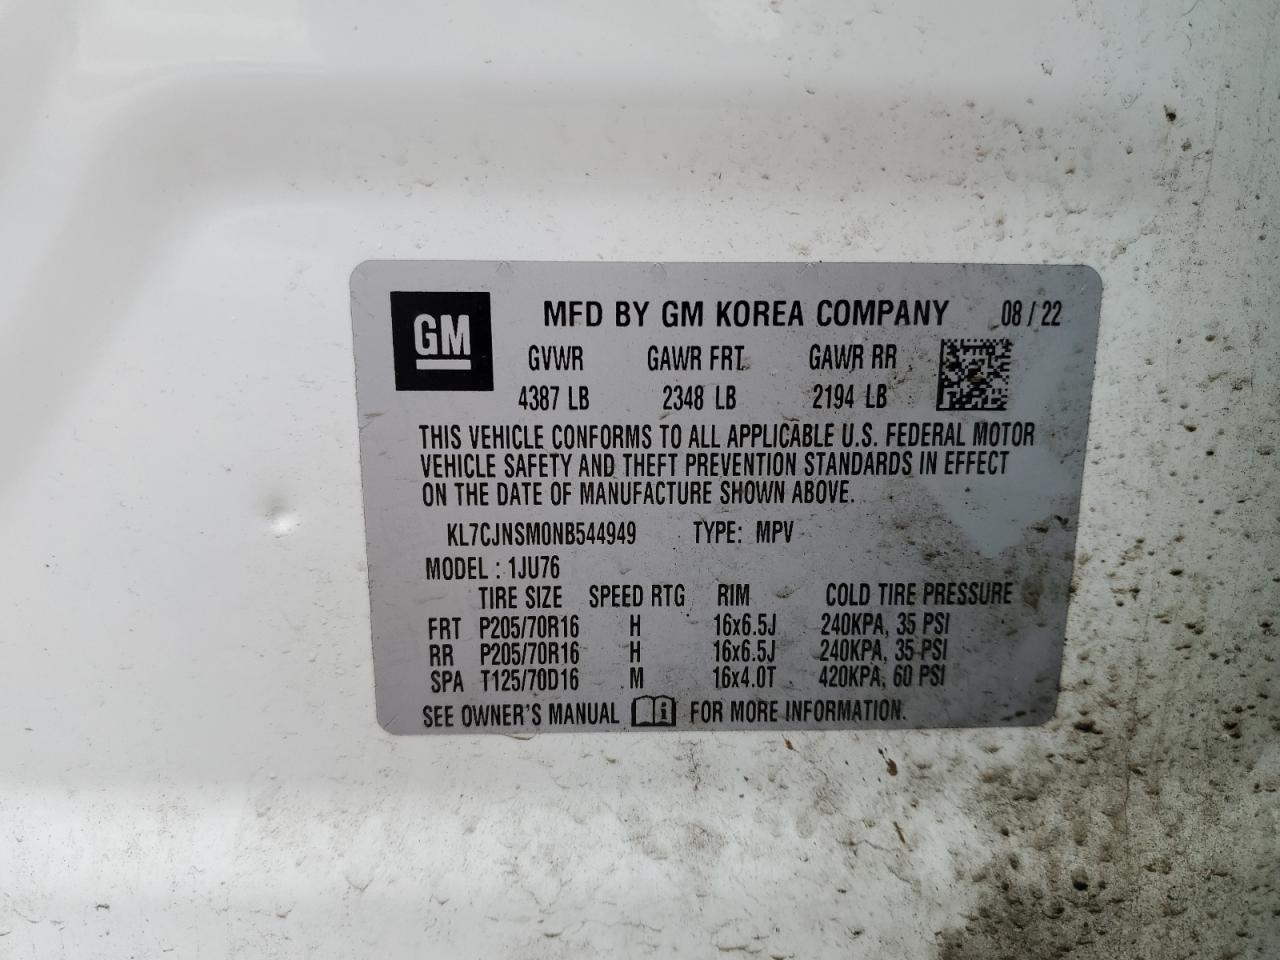 GM MFD BY GM KOREA COMPANY 08 / 22
GVWR GAWR FRT GAWR RR
4387 LB 2348 LB 2194 LB
THIS VEHICLE CONFORMS TO ALL APPLICABLE U.S. FEDERAL MOTOR
VEHICLE SAFETY AND THEFT PREVENTION STANDARDS IN EFFECT
ON THE DATE OF MANUFACTURE SHOWN ABOVE.
KL7CJNSM0NB544949 TYPE: MPV
MODEL : 1JU76
TIRE SIZE SPEED RTG RIM COLD TIRE PRESSURE
FRT P205/70R16 H 16x6.5J 240KPA, 35 PSI
RR P205/70R16 H 16x6.5J 240KPA, 35 PSI
SPA T125/70D16 M 16x4.0T 420KPA, 60 PSI
SEE OWNER'S MANUAL FOR MORE INFORMATION.